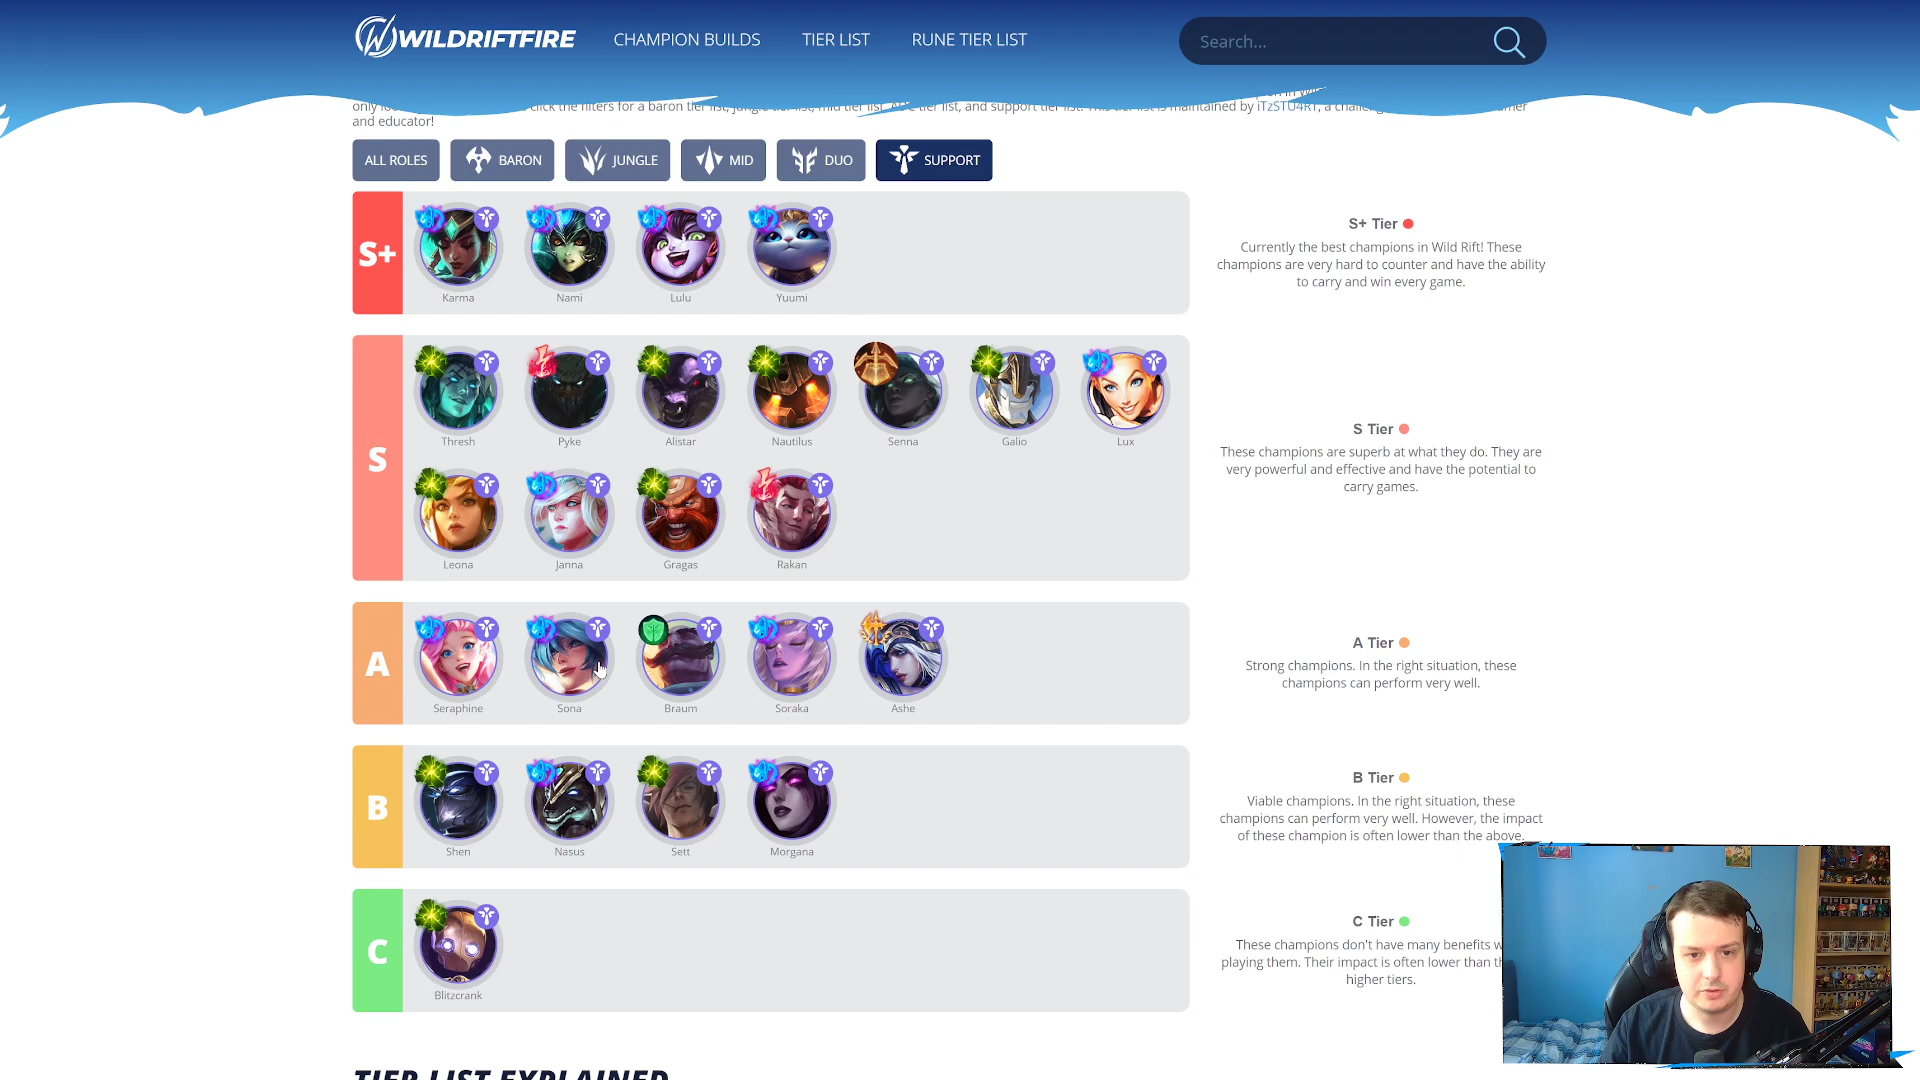 WILDRIFTFIRE
CHAMPION BUILDS
TIER LIST
RUNE TIER LIST
Search...
click the filters for a baron tier list, jungle tier list, mid tier list, ADC tier list, and support tier list. This tier list is maintained by iTzSTU4RT, a
and educator!
ALL ROLES
BARON
JUNGLE
MID
DUO
SUPPORT
S+
Karma
Nami
Lulu
Yuumi
S+ Tier
Currently the best champions in Wild Rift! These
champions are very hard to counter and have the ability
to carry and win every game.
S
Thresh
Pyke
Alistar
Nautilus
Senna
Galio
Lux
Leona
Janna
Gragas
Rakan
S Tier
These champions are superb at what they do. They are
very powerful and effective and have the potential to
carry games.
A
Seraphine
Sona
Braum
Soraka
Ashe
A Tier
Strong champions. In the right situation, these
champions can perform very well.
B
Shen
Nasus
Sett
Morgana
B Tier
Viable champions. In the right situation, these
champions can perform very well. However, the impact
of these champion is often lower than the above.
C
Blitzcrank
C Tier
These champions don't have many benefits
playing them. Their impact is often lower than
higher tiers.
TIER LIST EXPLAINED